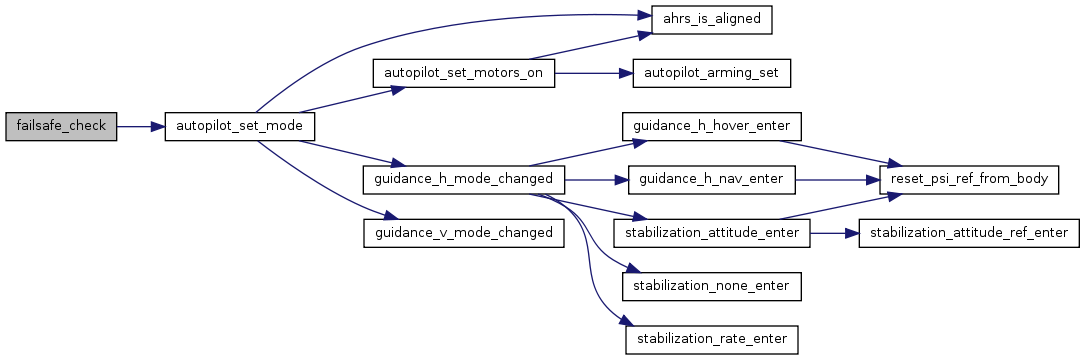 failsafe_check
autopilot_set_mode
ahrs_is_aligned
autopilot_set_motors_on
autopilot_arming_set
guidance_h_mode_changed
guidance_v_mode_changed
guidance_h_hover_enter
guidance_h_nav_enter
stabilization_attitude_enter
stabilization_none_enter
stabilization_rate_enter
reset_psi_ref_from_body
stabilization_attitude_ref_enter